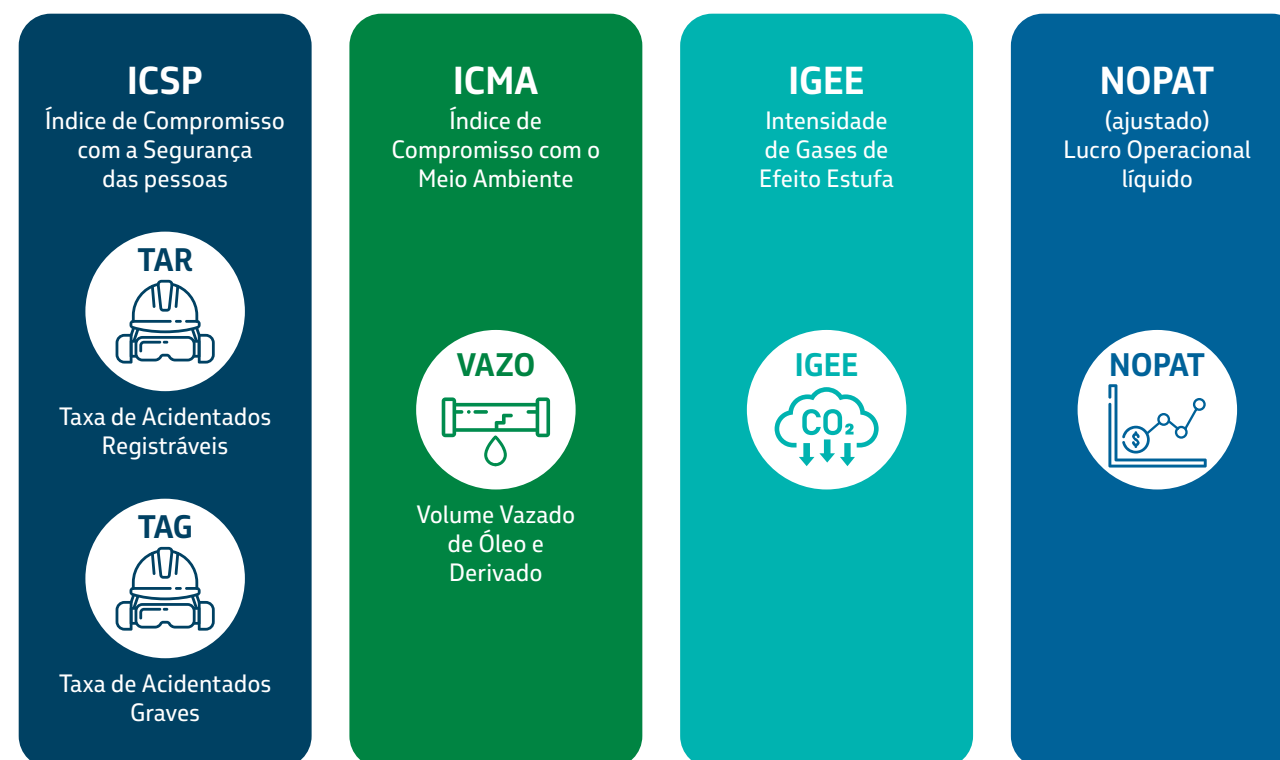 ICSP
Índice de Compromisso
com a Segurança
das pessoas
TAR
Taxa de Acidentados
Registráveis
TAG
Taxa de Acidentados
Graves
ICMA
Índice de
Compromisso com o
Meio Ambiente
VAZO
Volume Vazado
de Óleo e
Derivado
IGEE
Intensidade
de Gases de
Efeito Estufa
IGEE
CO₂
NOPAT
(ajustado)
Lucro Operacional
líquido
NOPAT
$